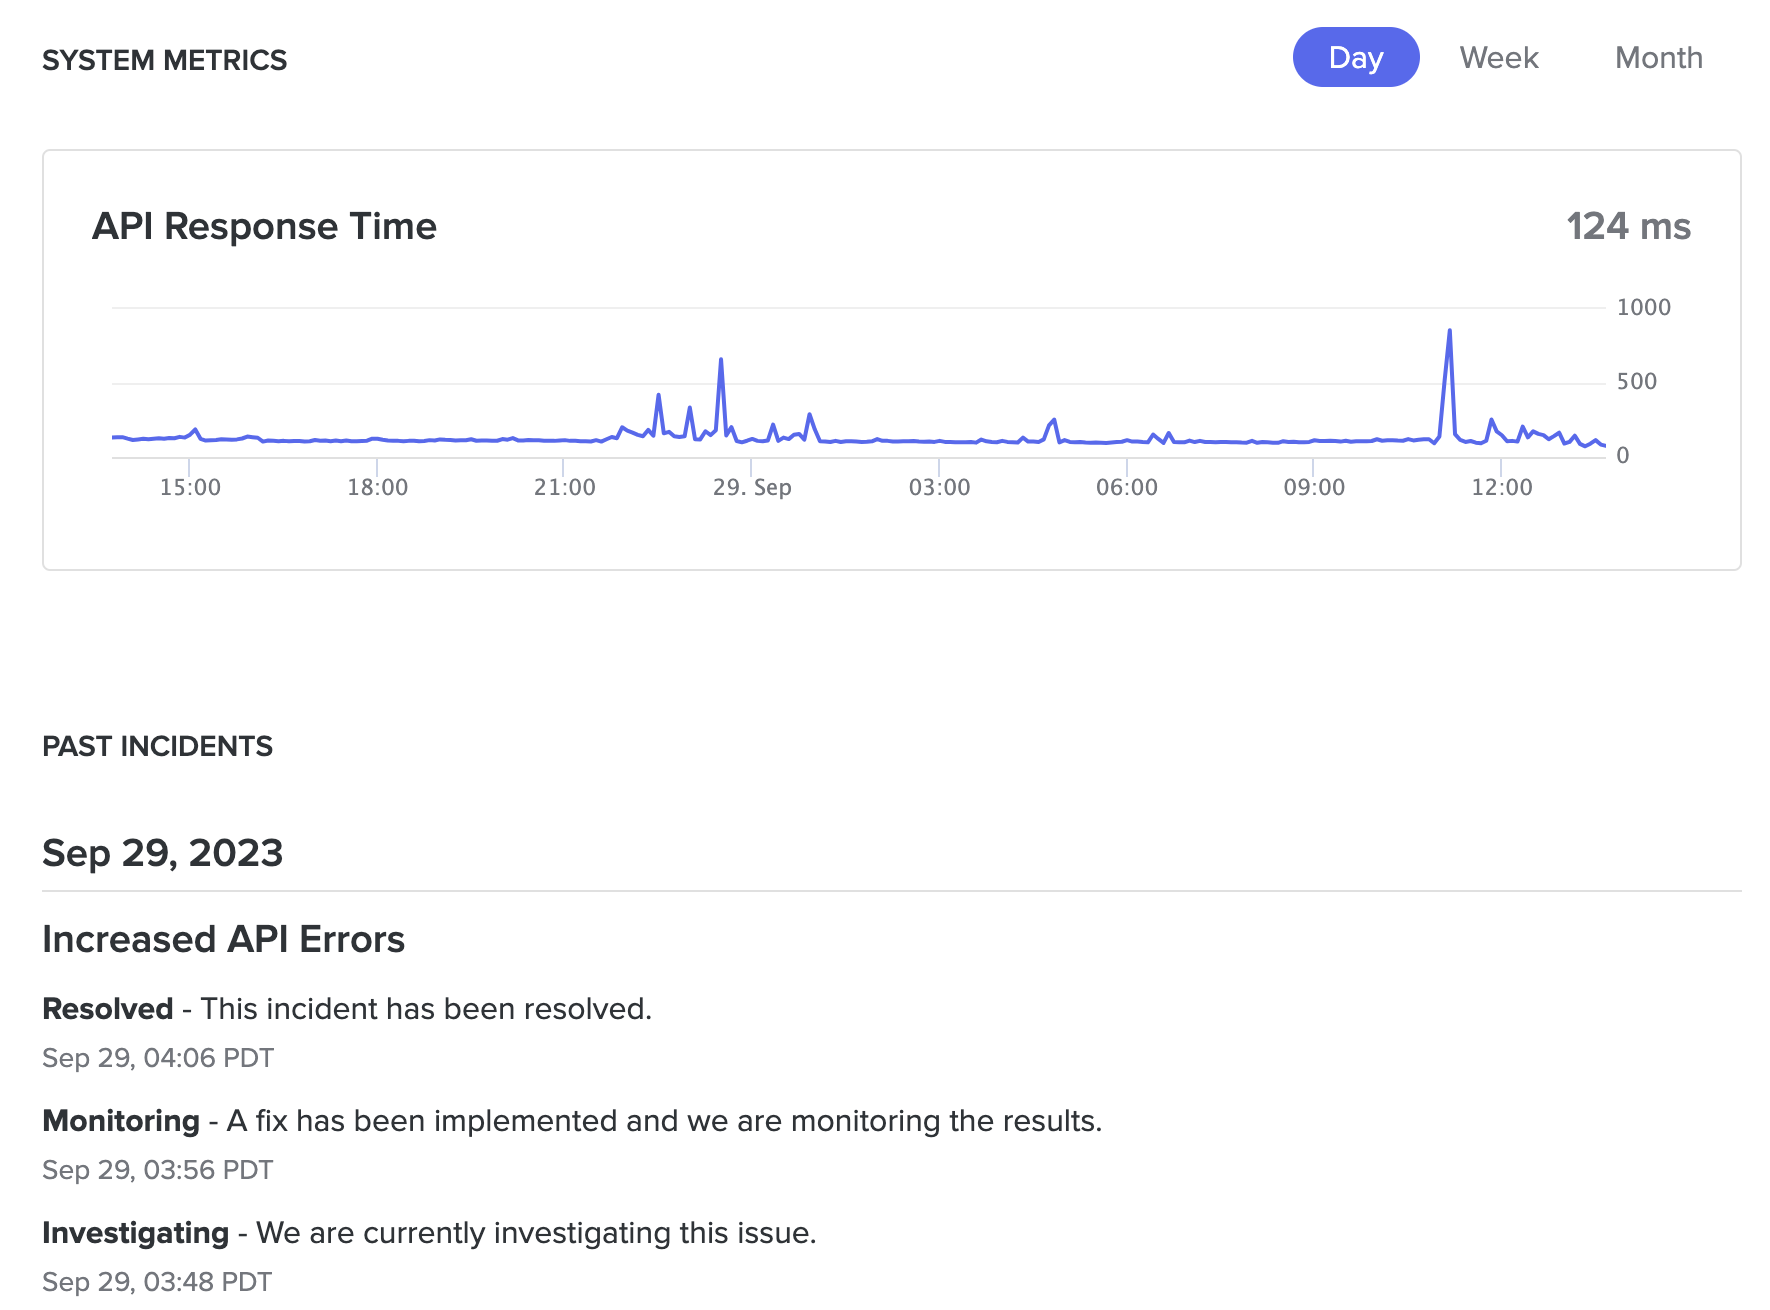 SYSTEM METRICS
Day Week Month
API Response Time
124 ms
1000
500
0
15:00 18:00 21:00 29. Sep 03:00 06:00 09:00 12:00
PAST INCIDENTS
Sep 29, 2023
Increased API Errors
Resolved - This incident has been resolved.
Sep 29, 04:06 PDT
Monitoring - A fix has been implemented and we are monitoring the results.
Sep 29, 03:56 PDT
Investigating - We are currently investigating this issue.
Sep 29, 03:48 PDT